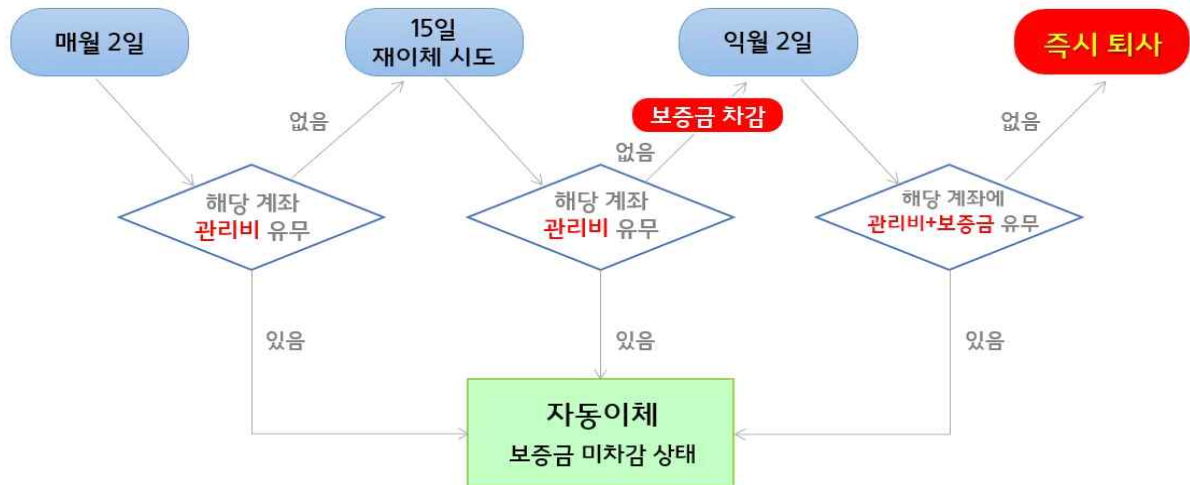 매월 2일
15일
재이체 시도
익월 2일
즉시 퇴사
없음
보증금 차감
없음
없음
해당 계좌
관리비 유무
해당 계좌
관리비 유무
해당 계좌에
관리비+보증금 유무
있음
있음
있음
자동이체
보증금 미차감 상태